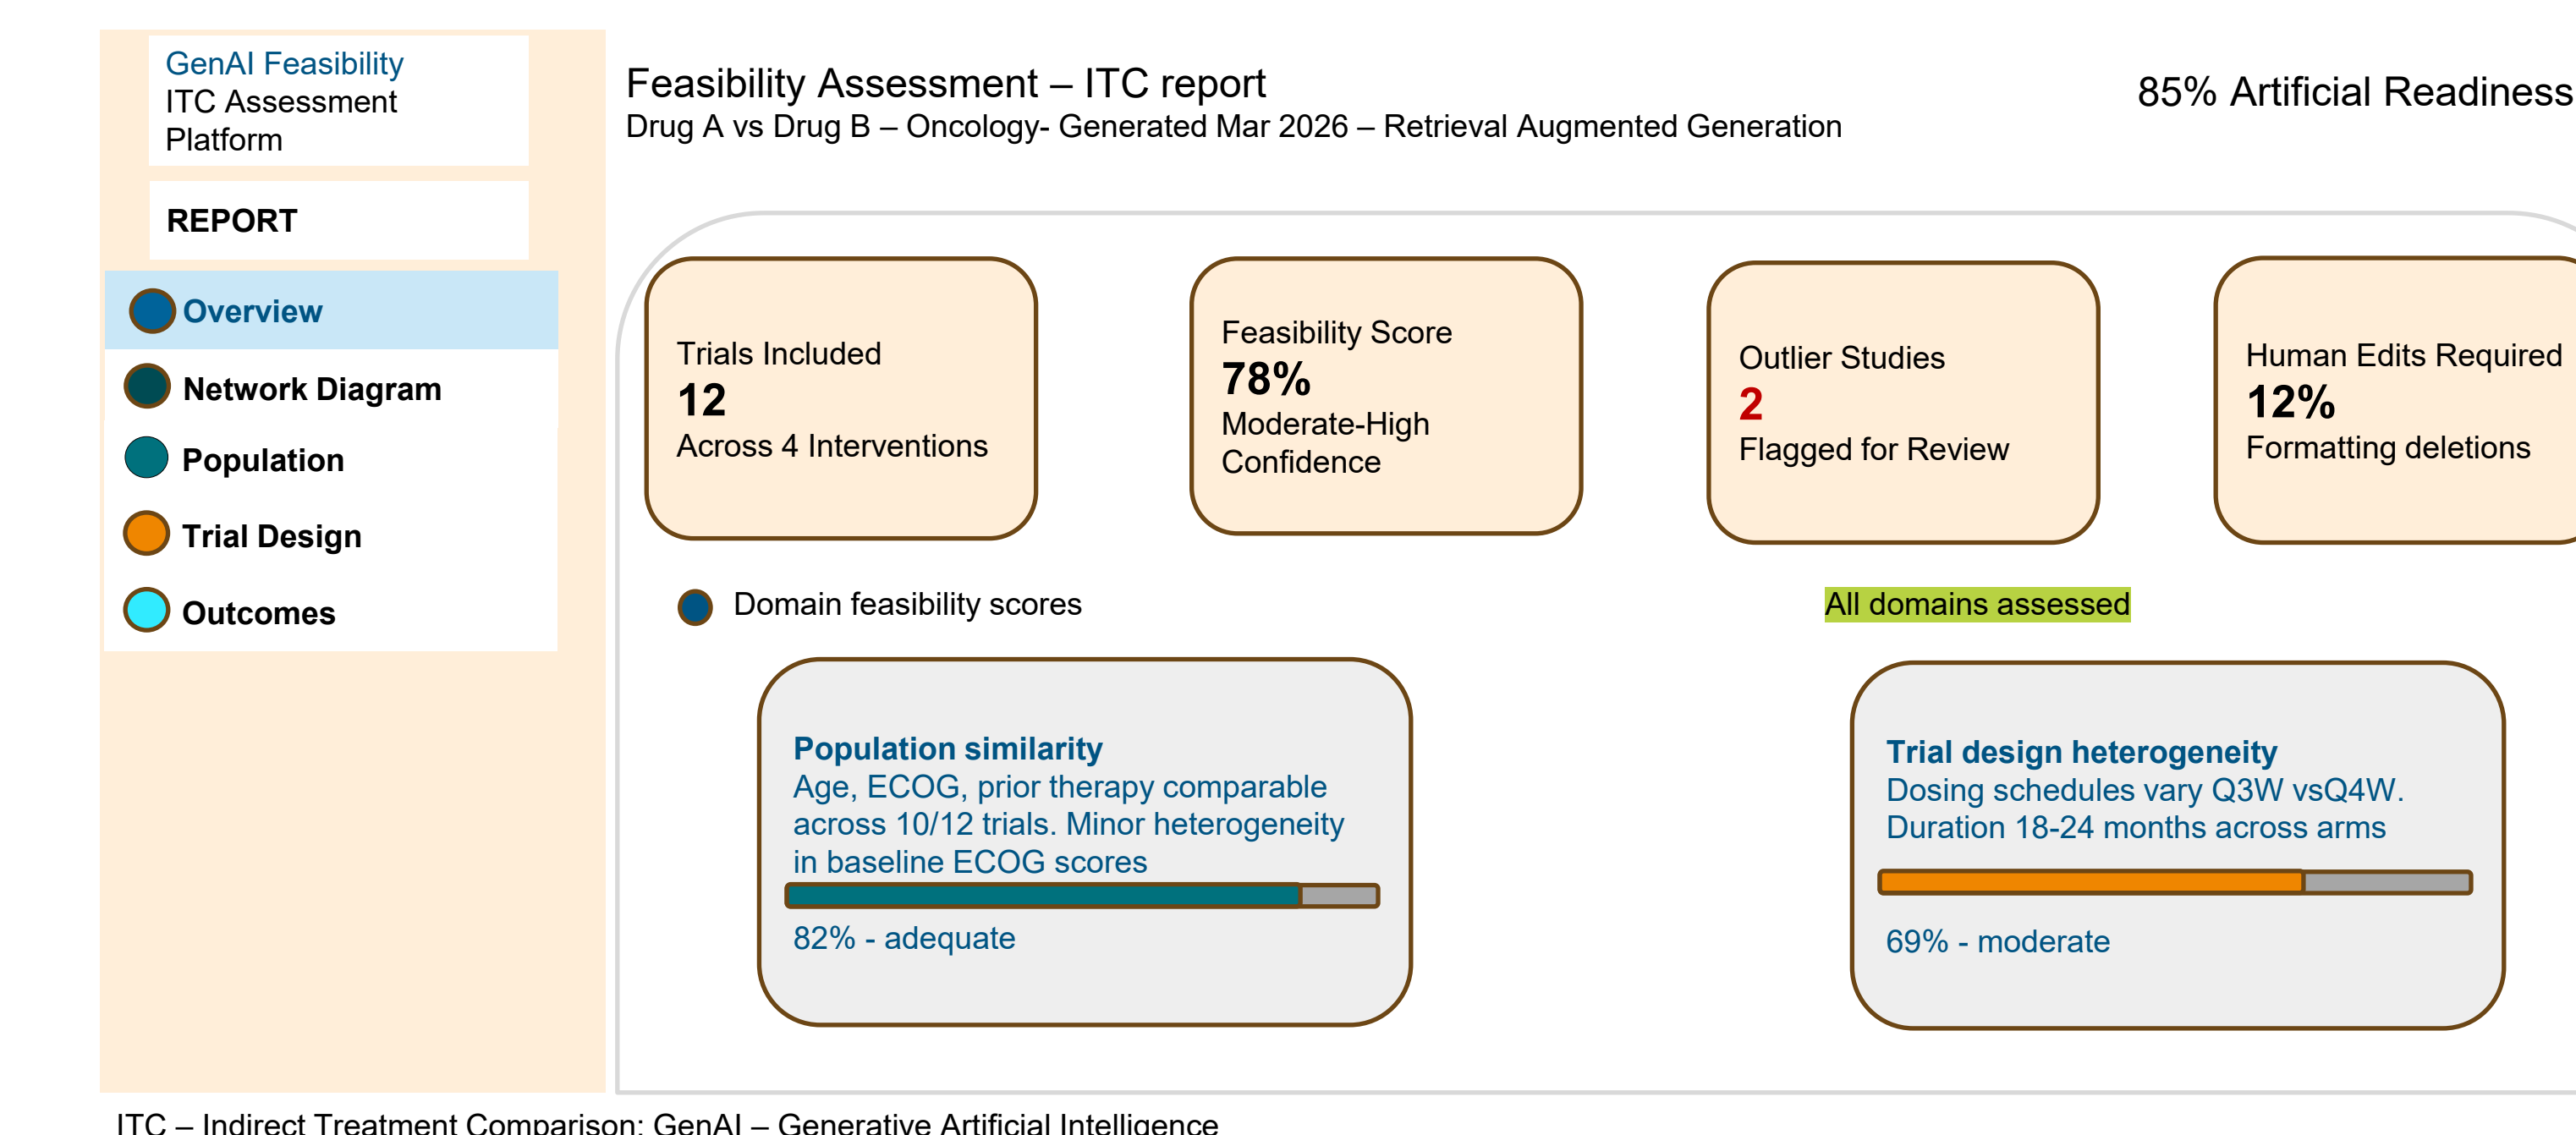 GenAI Feasibility
ITC Assessment
Platform
REPORT
Overview
Network Diagram
Population
Trial Design
Outcomes
Feasibility Assessment – ITC report
Drug A vs Drug B – Oncology- Generated Mar 2026 – Retrieval Augmented Generation
85% Artificial Readiness
Trials Included
12
Across 4 Interventions
Feasibility Score
78%
Moderate-High
Confidence
Outlier Studies
2
Flagged for Review
Human Edits Required
12%
Formatting deletions
Domain feasibility scores
All domains assessed
Population similarity
Age, ECOG, prior therapy comparable
across 10/12 trials. Minor heterogeneity
in baseline ECOG scores
82% - adequate
Trial design heterogeneity
Dosing schedules vary Q3W vsQ4W.
Duration 18-24 months across arms
69% - moderate
ITC – Indirect Treatment Comparison; GenAI – Generative Artificial Intelligence